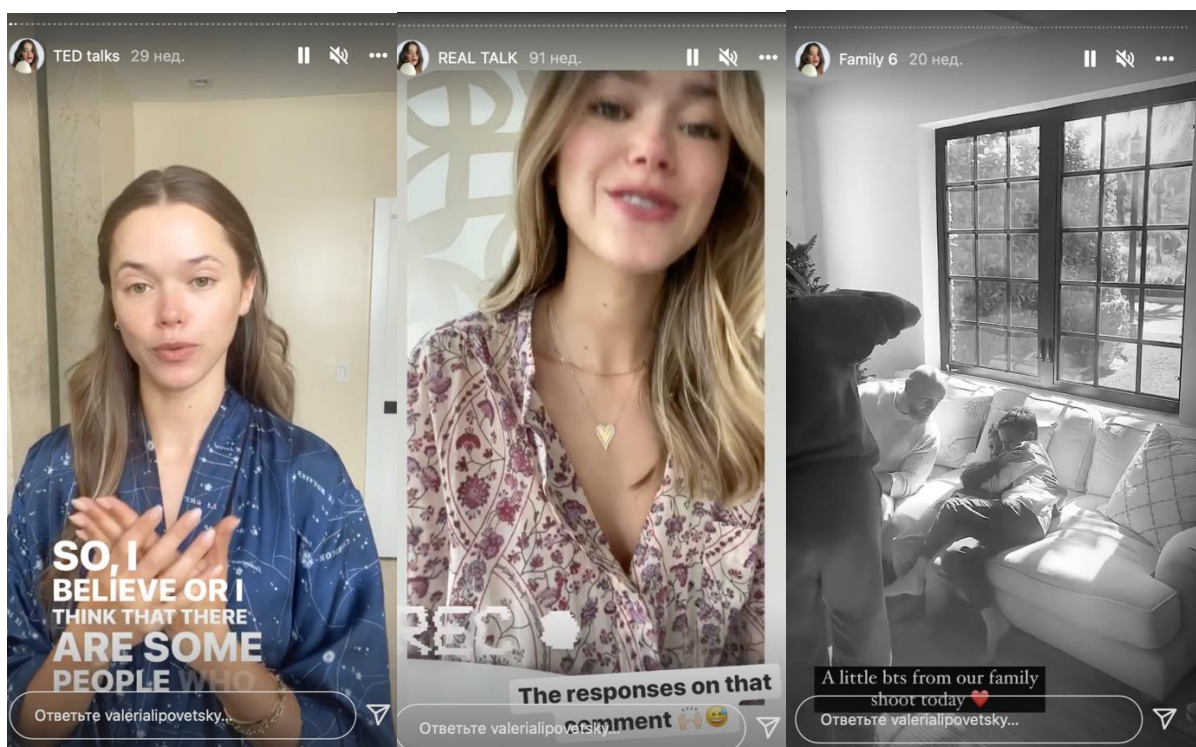 TED talks 29 нед.
SO, I
BELIEVE OR I
THINK THAT THERE
ARE SOME
PEOPLE WHO
Ответьте valerialipovetsky...
REAL TALK 91 нед.
REC
The responses on that
comment 🙌🏻😅
Ответьте valerialipovetsky...
Family 6 20 нед.
A little bts from our family
shoot today ❤️
Ответьте valerialipovetsky...